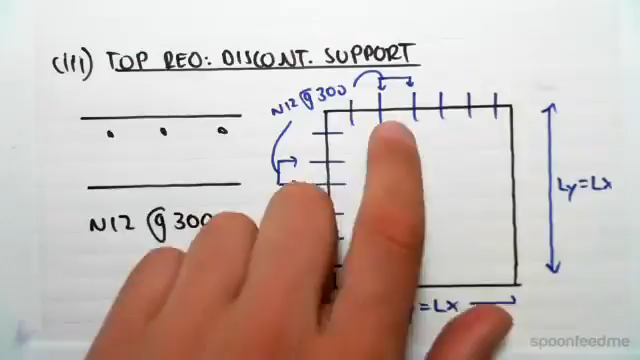 (iii) TOP REO: DISCONT. SUPPORT
N12 @ 300
N12 @ 300
Ly = Lx
= Lx
spoonfeedme